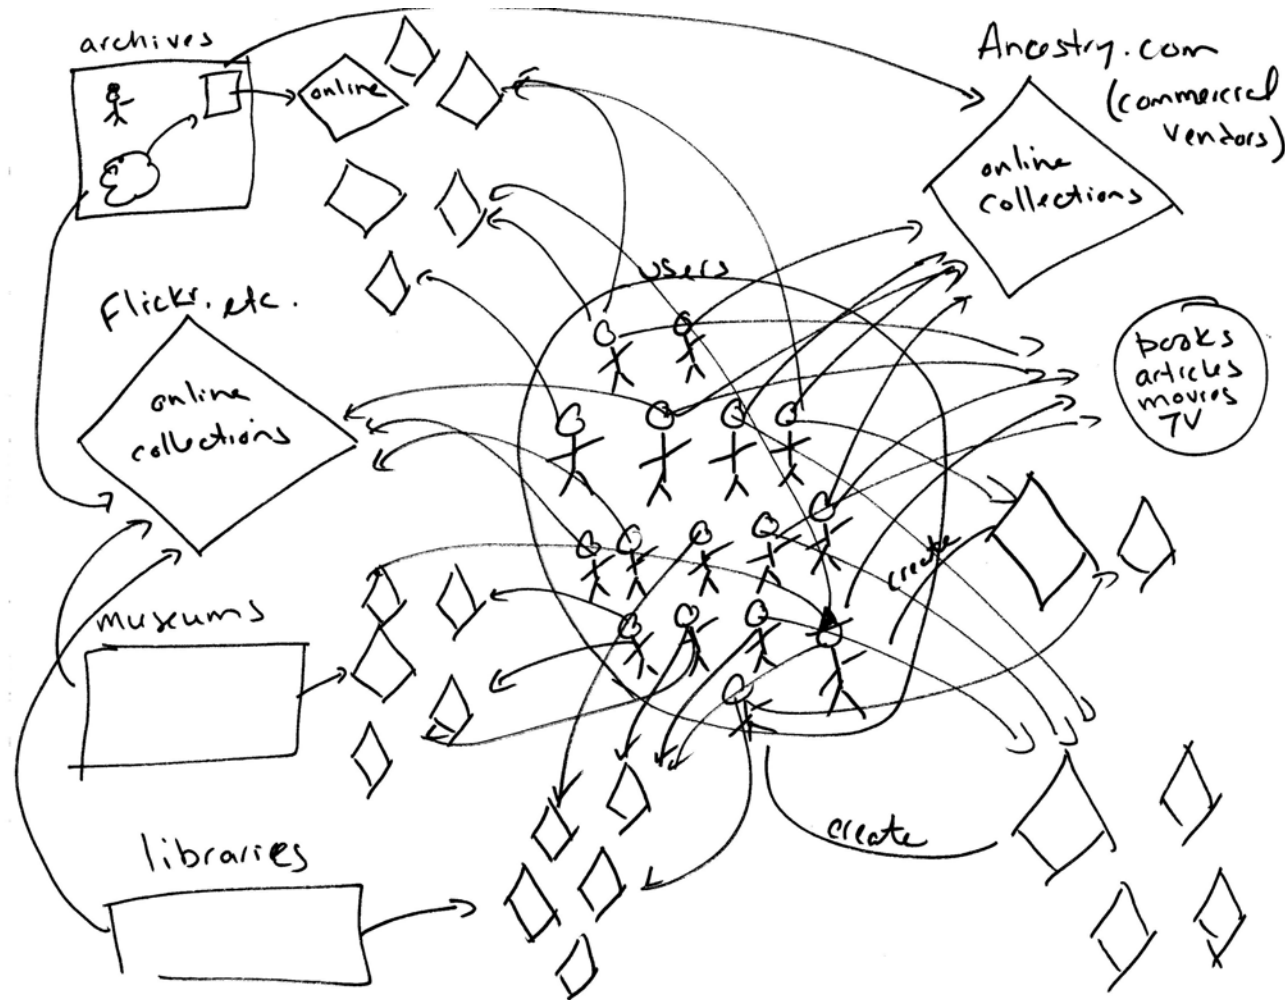 archives
online
Ancestry.com
(commercial
vendors)
online
collections
users
Flickr, etc.
online
collections
books
articles
movies
TV
create
museums
create
libraries